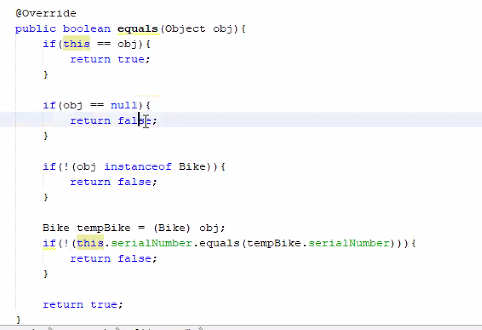 @Override
public boolean equals(Object obj){
if(this == obj){
return true;
}
if(obj == null){
return false;
}
if(!(obj instanceof Bike)){
return false;
}
Bike tempBike = (Bike) obj;
if(!(this.serialNumber.equals(tempBike.serialNumber))){
return false;
}
return true;
}